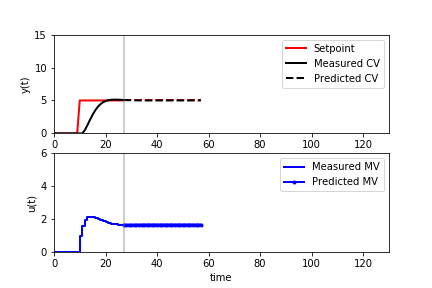 15
10
5
0
y(t)
Setpoint
Measured CV
Predicted CV
0 20 40 60 80 100 120
6
4
2
0
u(t)
Measured MV
Predicted MV
0 20 40 60 80 100 120
time